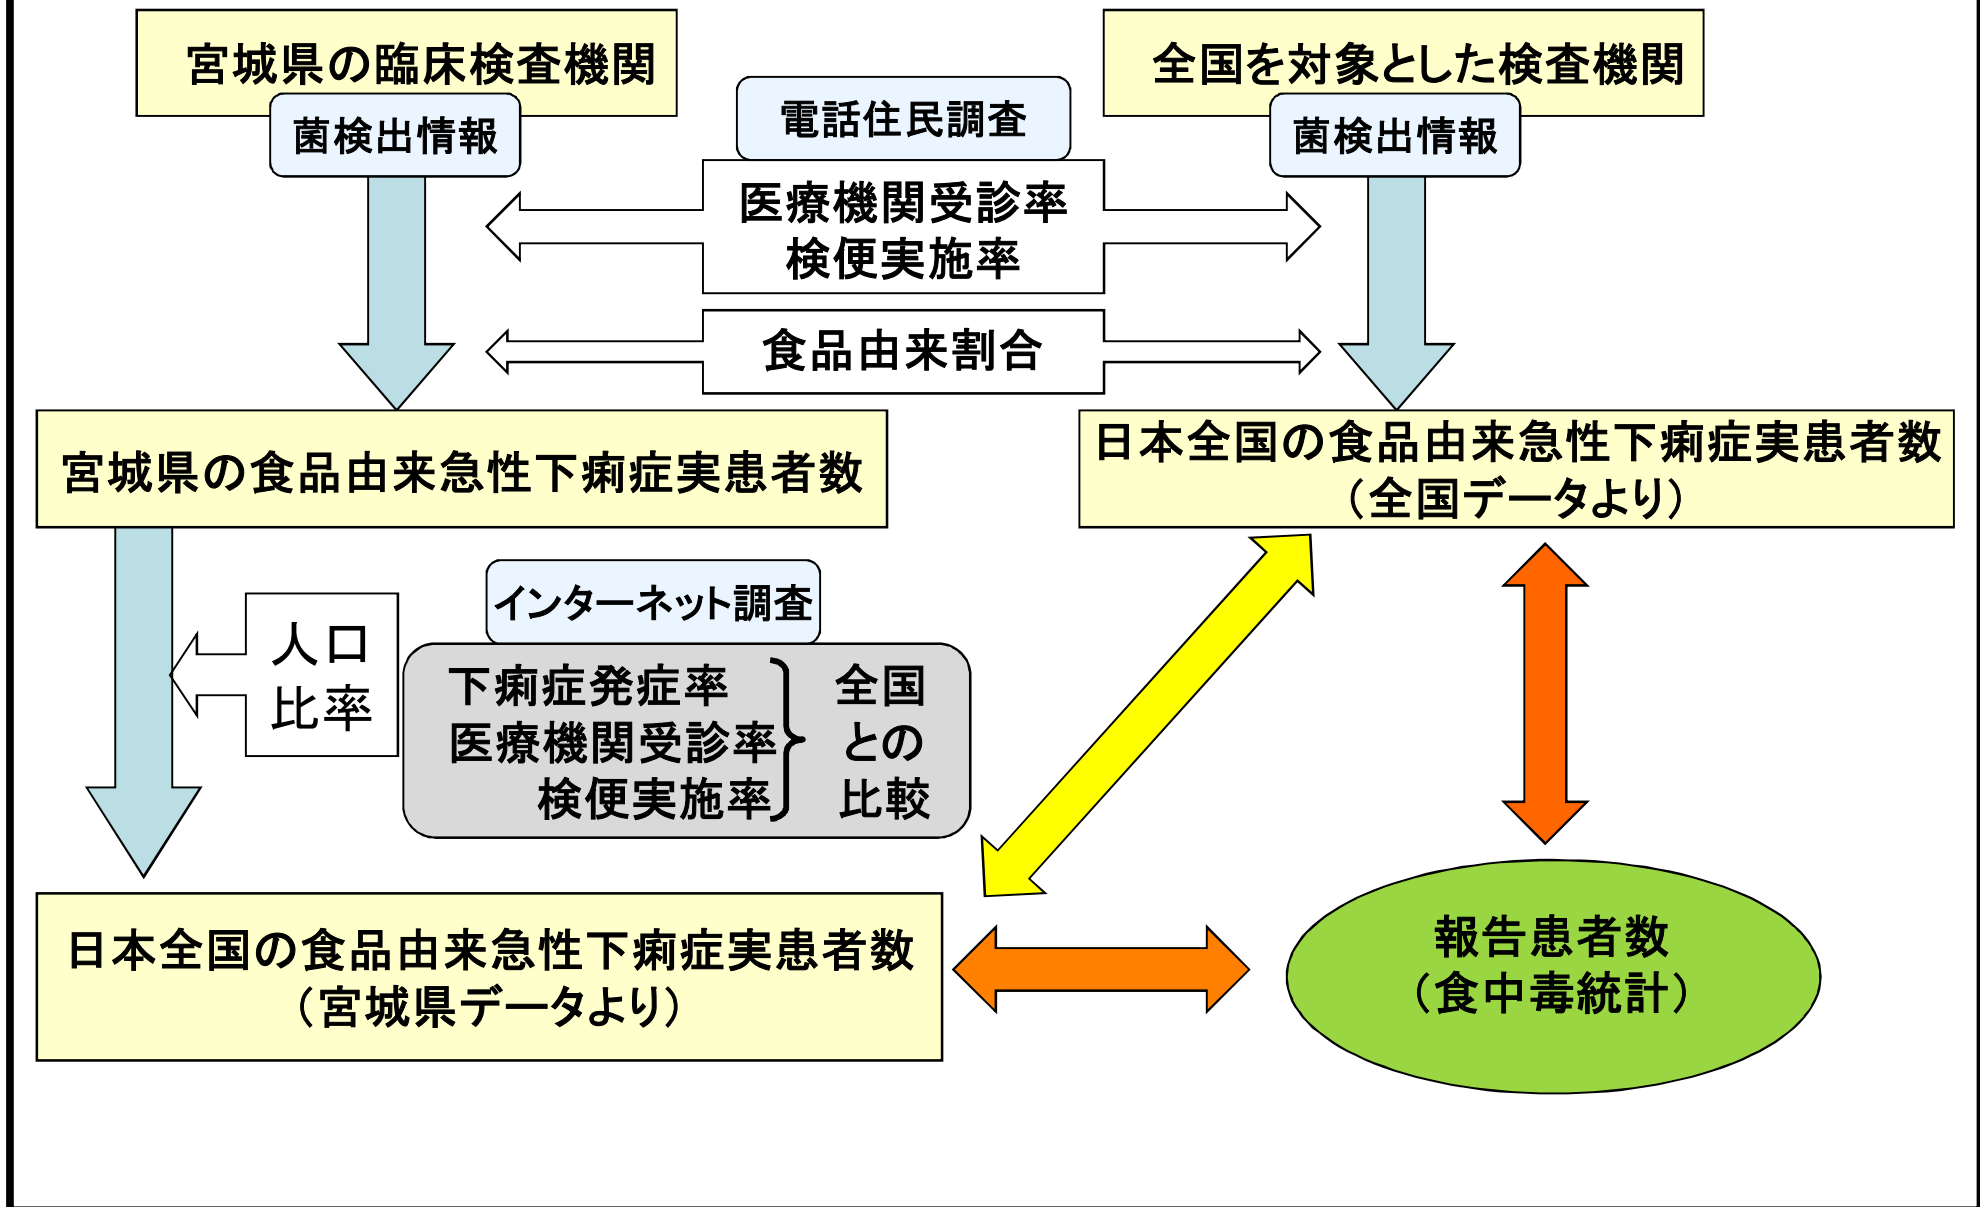 宮城県の臨床検査機関
全国を対象とした検査機関
菌検出情報
電話住民調査
菌検出情報
医療機関受診率
検便実施率
食品由来割合
宮城県の食品由来急性下痢症実患者数
日本全国の食品由来急性下痢症実患者数
（全国データより）
インターネット調査
人口
比率
下痢症発症率
医療機関受診率
検便実施率
全国
との
比較
日本全国の食品由来急性下痢症実患者数
（宮城県データより）
報告患者数
（食中毒統計）